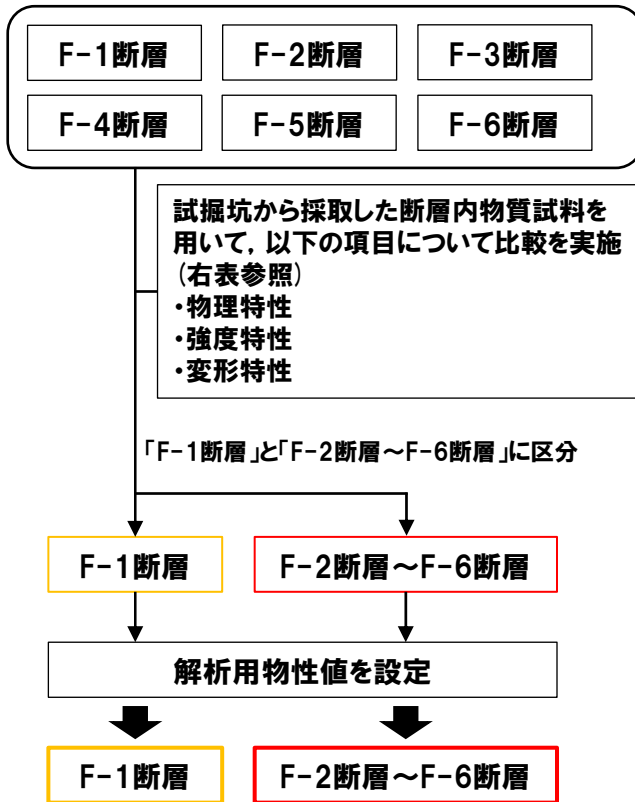 F-1断層
F-2断層
F-3断層
F-4断層
F-5断層
F-6断層
試掘坑から採取した断層内物質試料を
用いて，以下の項目について比較を実施
(右表参照)
・物理特性
・強度特性
・変形特性
「F-1断層」と「F-2断層～F-6断層」に区分
F-1断層
F-2断層～F-6断層
解析用物性値を設定
F-1断層
F-2断層～F-6断層